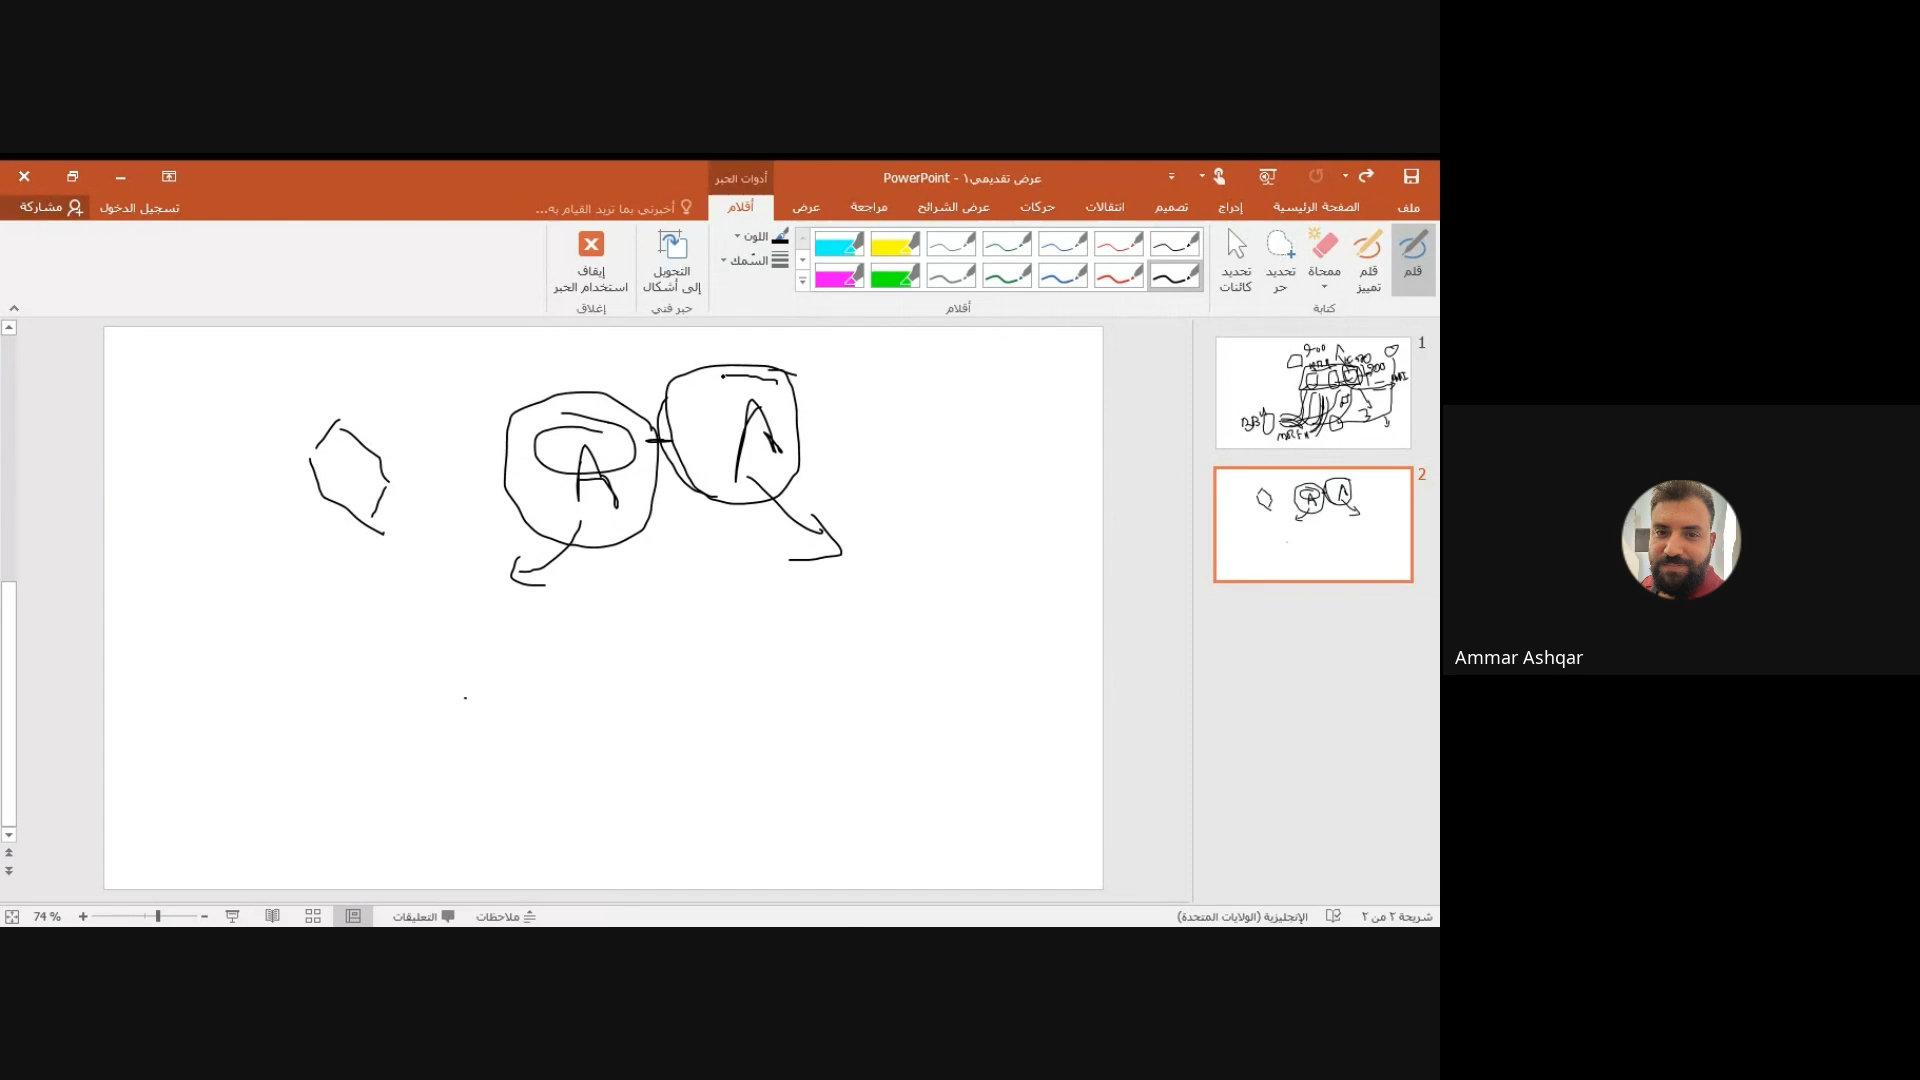 عرض تقديمي١ - PowerPoint
أدوات الحبر
ملف
الصفحة الرئيسية
إدراج
تصميم
انتقالات
حركات
عرض الشرائح
مراجعة
عرض
أقلام
أخبرني بما تريد القيام به...
تسجيل الدخول
مشاركة
قلم
قلم تمييز
ممحاة
تحديد حر
تحديد كائنات
اللون
السُمك
التحويل إلى أشكال
إيقاف استخدام الحبر
كتابة
أقلام
حبر فني
إغلاق
A
A
1
2
Ammar Ashqar
شريحة ٢ من ٢
الإنجليزية (الولايات المتحدة)
ملاحظات
التعليقات
74 %